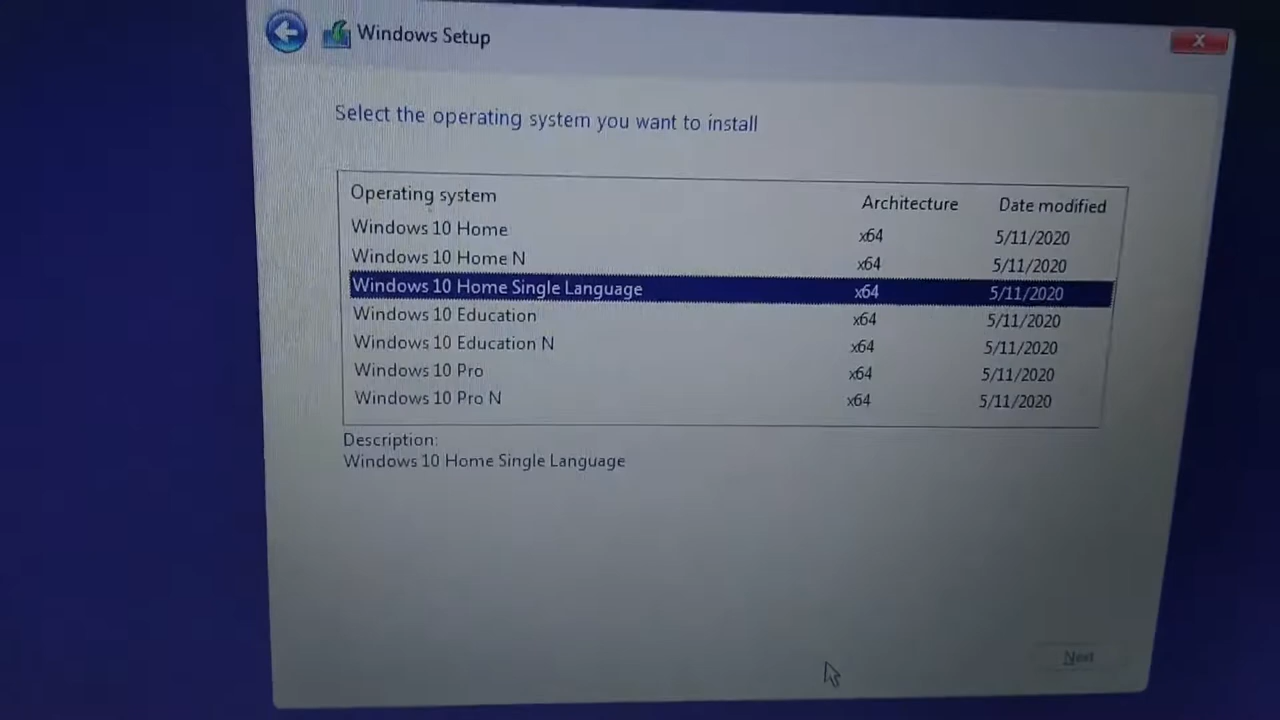 Windows Setup
Select the operating system you want to install
Operating system Architecture Date modified
Windows 10 Home x64 5/11/2020
Windows 10 Home N x64 5/11/2020
Windows 10 Home Single Language x64 5/11/2020
Windows 10 Education x64 5/11/2020
Windows 10 Education N x64 5/11/2020
Windows 10 Pro x64 5/11/2020
Windows 10 Pro N x64 5/11/2020
Description:
Windows 10 Home Single Language
Next